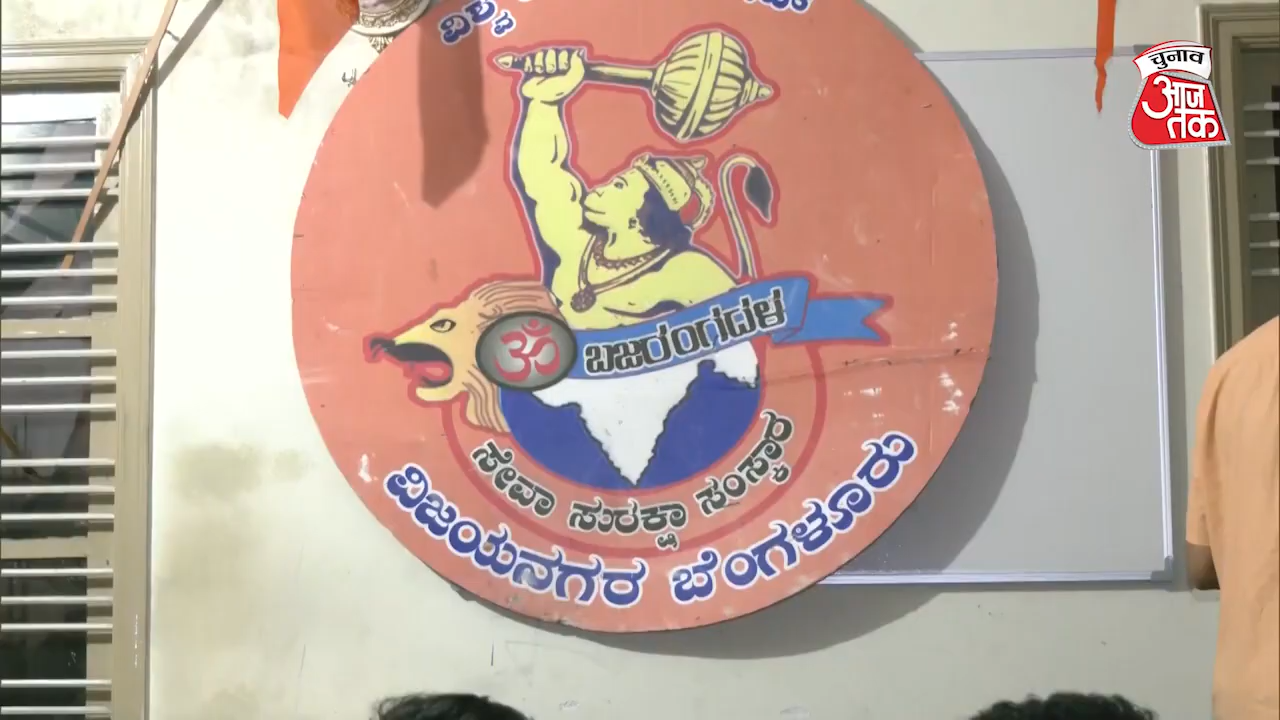 चुनाव
आज
तक
ॐ
ಬಜರಂಗದಳ
ಸೇವಾ ಸುರಕ್ಷಾ ಸಂಸ್ಕಾರ
ವಿಜಯನಗರ ಬೆಂಗಳೂರು